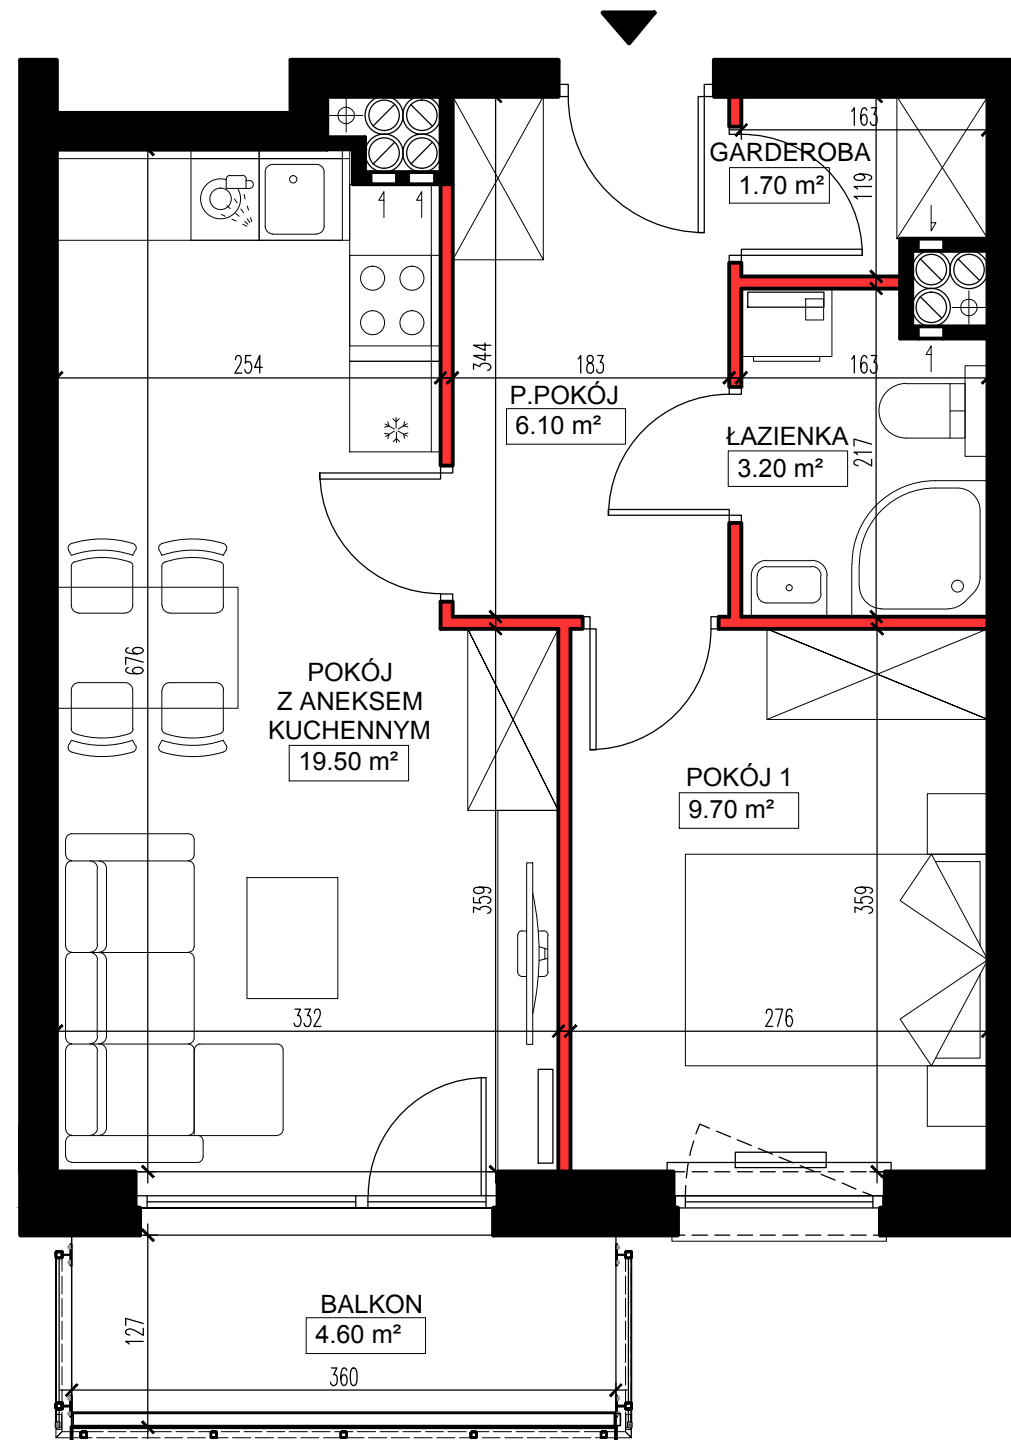 163
GARDEROBA
1.70 m²
119
254
344
183
163
P.POKÓJ
6.10 m²
ŁAZIENKA
3.20 m²
217
676
POKÓJ
Z ANEKSEM
KUCHENNYM
19.50 m²
POKÓJ 1
9.70 m²
359
359
332
276
BALKON
4.60 m²
127
360